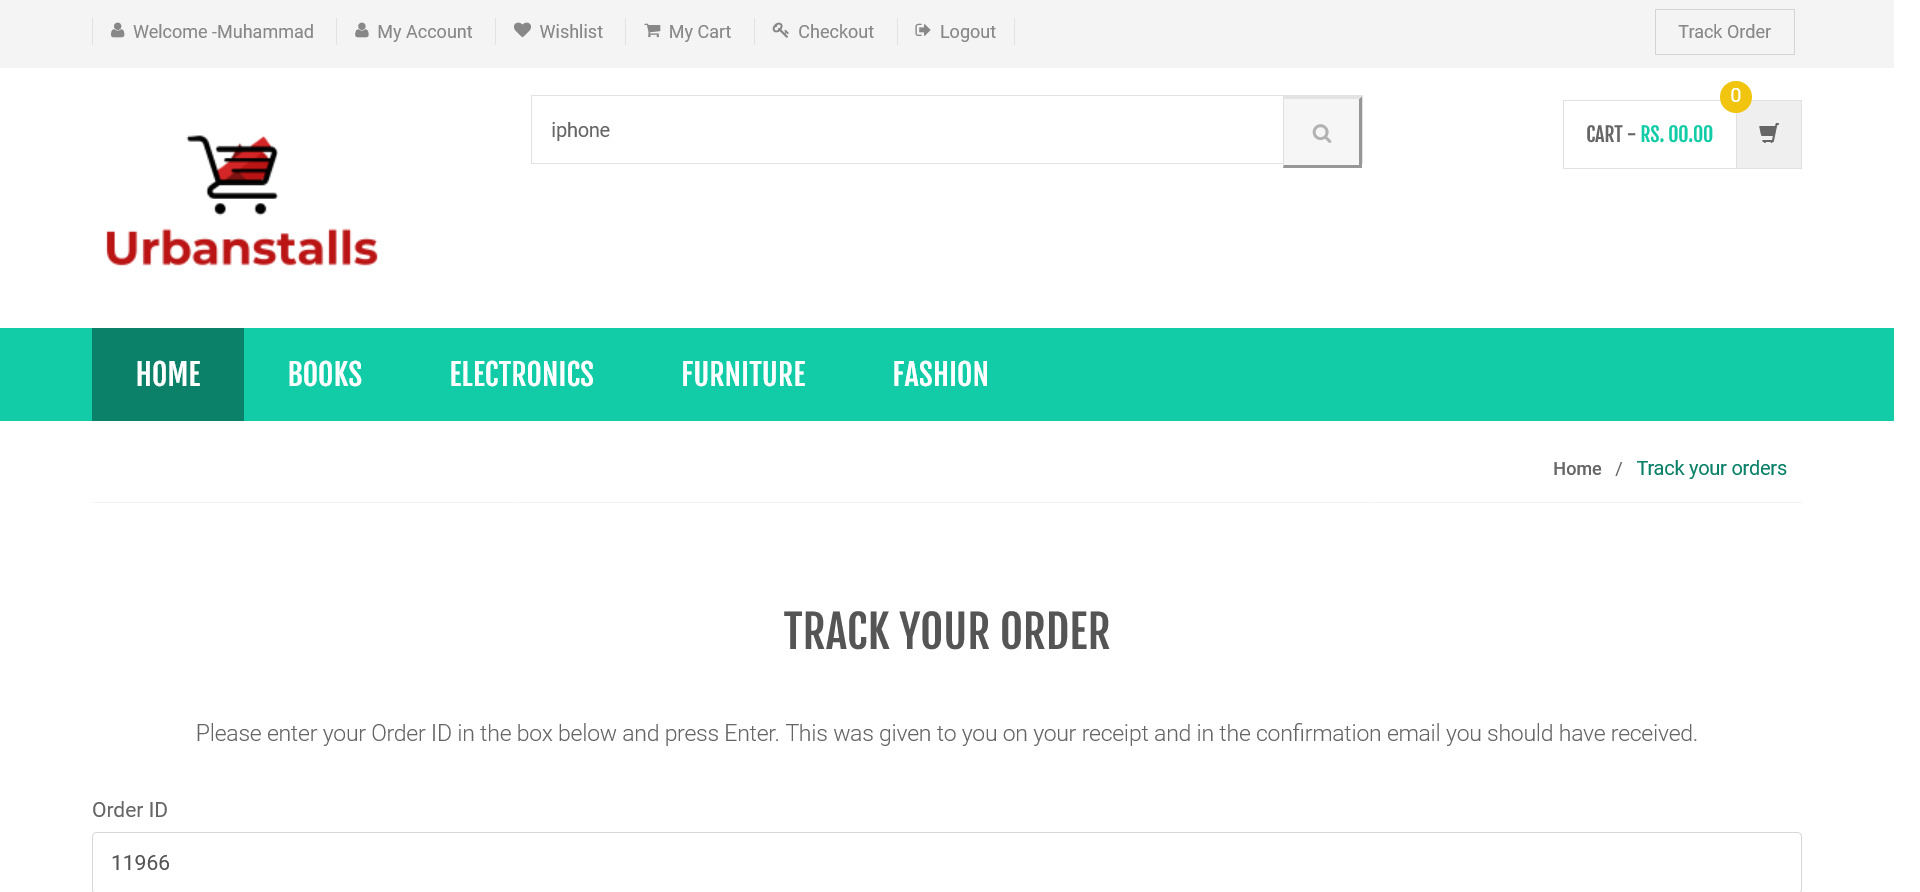 Welcome -Muhammad My Account Wishlist My Cart Checkout Logout Track Order
Urbanstalls
iphone
CART - RS. 00.00
0
HOME BOOKS ELECTRONICS FURNITURE FASHION
Home / Track your orders
TRACK YOUR ORDER
Please enter your Order ID in the box below and press Enter. This was given to you on your receipt and in the confirmation email you should have received.
Order ID
11966